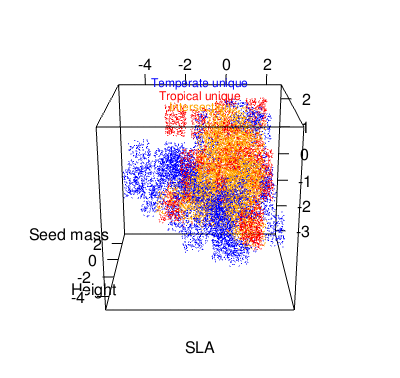 -4 -2 0 2
Temperate unique
Tropical unique
Intersection
2
1
0
-1
-2
-3
Seed mass
2
0
-2
-4
Height
SLA